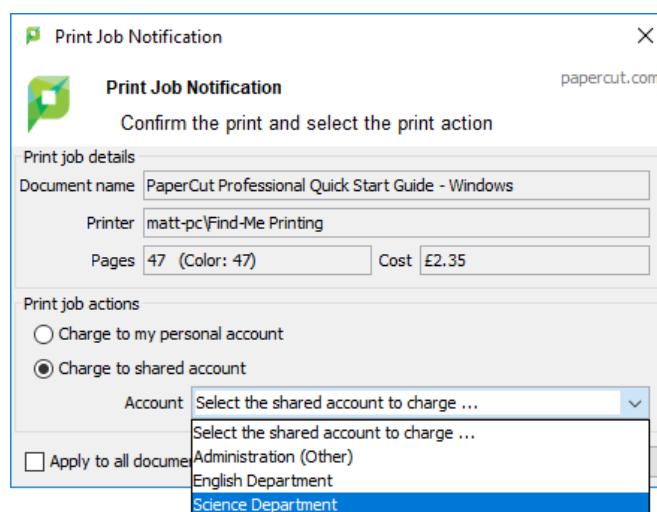 Print Job Notification
Print Job Notification
papercut.com
Confirm the print and select the print action
Print job details
Document name PaperCut Professional Quick Start Guide - Windows
Printer matt-pc\Find-Me Printing
Pages 47 (Color: 47) Cost £2.35
Print job actions
Charge to my personal account
Charge to shared account
Account Select the shared account to charge ...
Select the shared account to charge ...
Administration (Other)
Apply to all
English Department
Science Department